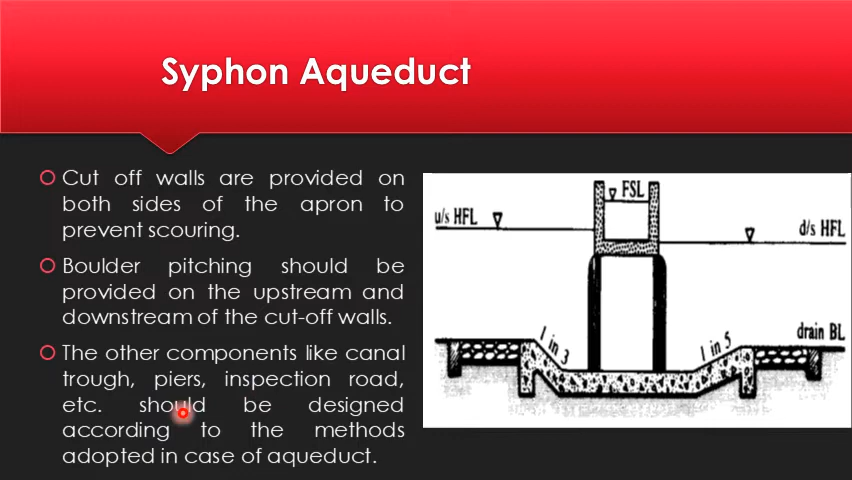 Syphon Aqueduct
Cut off walls are provided on
both sides of the apron to
prevent scouring.
Boulder pitching should be
provided on the upstream and
downstream of the cut-off walls.
The other components like canal
trough, piers, inspection road,
etc. should be designed
according to the methods
adopted in case of aqueduct.
FSL
u/s HFL
d/s HFL
drain BL
1 in 3
1 in 5